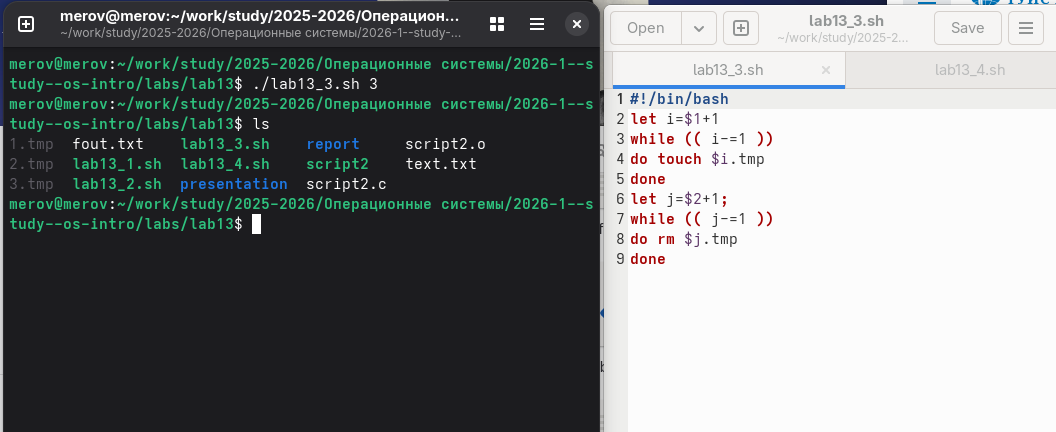 merov@merov:~/work/study/2025-2026/Операцион...
~/work/study/2025-2026/Операционные системы/2026-1--study-...
merov@merov:~/work/study/2025-2026/Операционные системы/2026-1--s
tudy--os-intro/labs/lab13$ ./lab13_3.sh 3
merov@merov:~/work/study/2025-2026/Операционные системы/2026-1--s
tudy--os-intro/labs/lab13$ ls
1.tmp fout.txt lab13_3.sh report script2.o
2.tmp lab13_1.sh lab13_4.sh script2 text.txt
3.tmp lab13_2.sh presentation script2.c
merov@merov:~/work/study/2025-2026/Операционные системы/2026-1--s
tudy--os-intro/labs/lab13$
Open
lab13_3.sh
~/work/study/2025-2...
Save
lab13_3.sh
lab13_4.sh
1 #!/bin/bash
2 let i=$1+1
3 while (( i-=1 ))
4 do touch $i.tmp
5 done
6 let j=$2+1;
7 while (( j-=1 ))
8 do rm $j.tmp
9 done